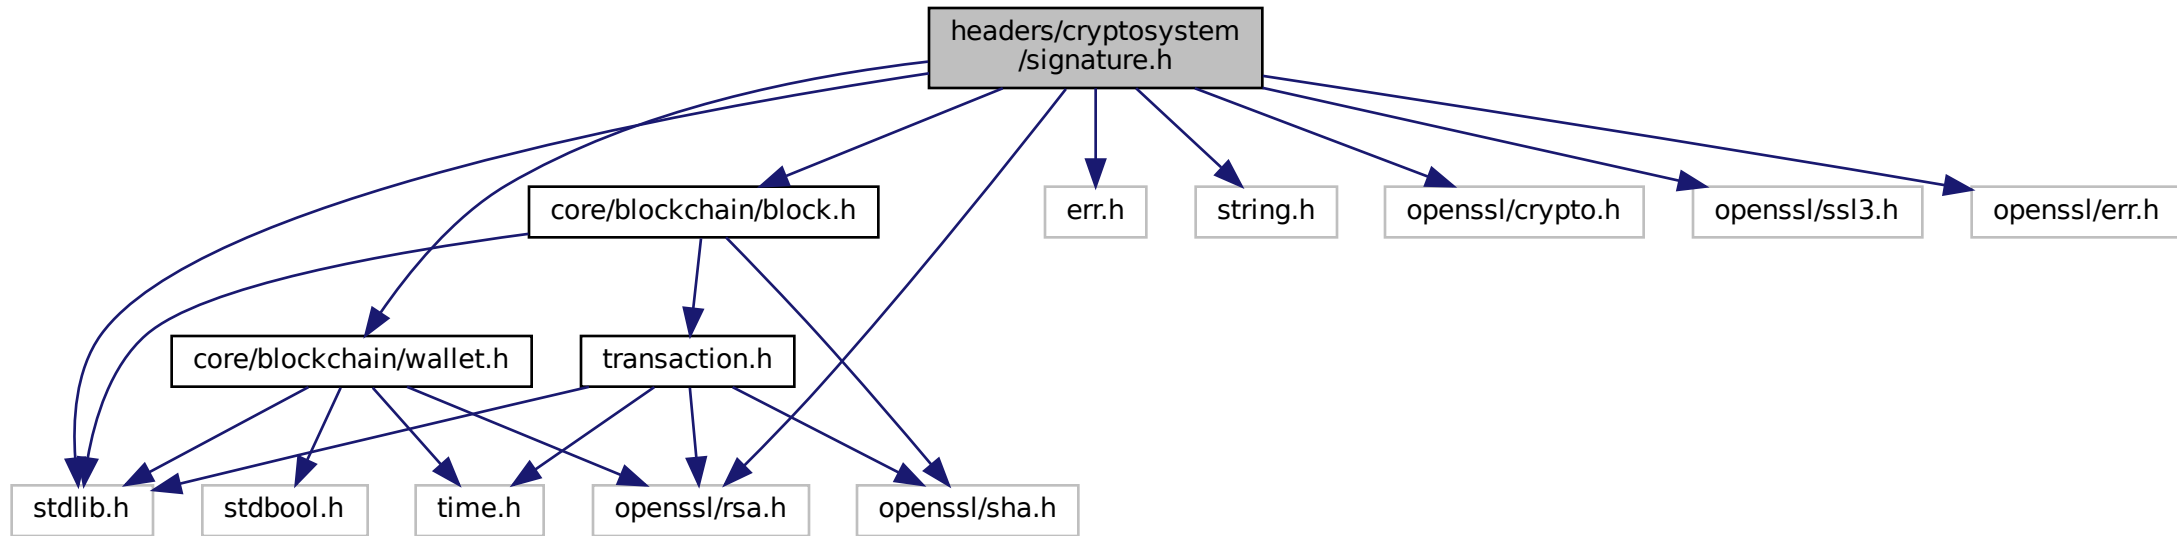 headers/cryptosystem
/signature.h
core/blockchain/block.h
err.h
string.h
openssl/crypto.h
openssl/ssl3.h
openssl/err.h
core/blockchain/wallet.h
transaction.h
stdlib.h
stdbool.h
time.h
openssl/rsa.h
openssl/sha.h